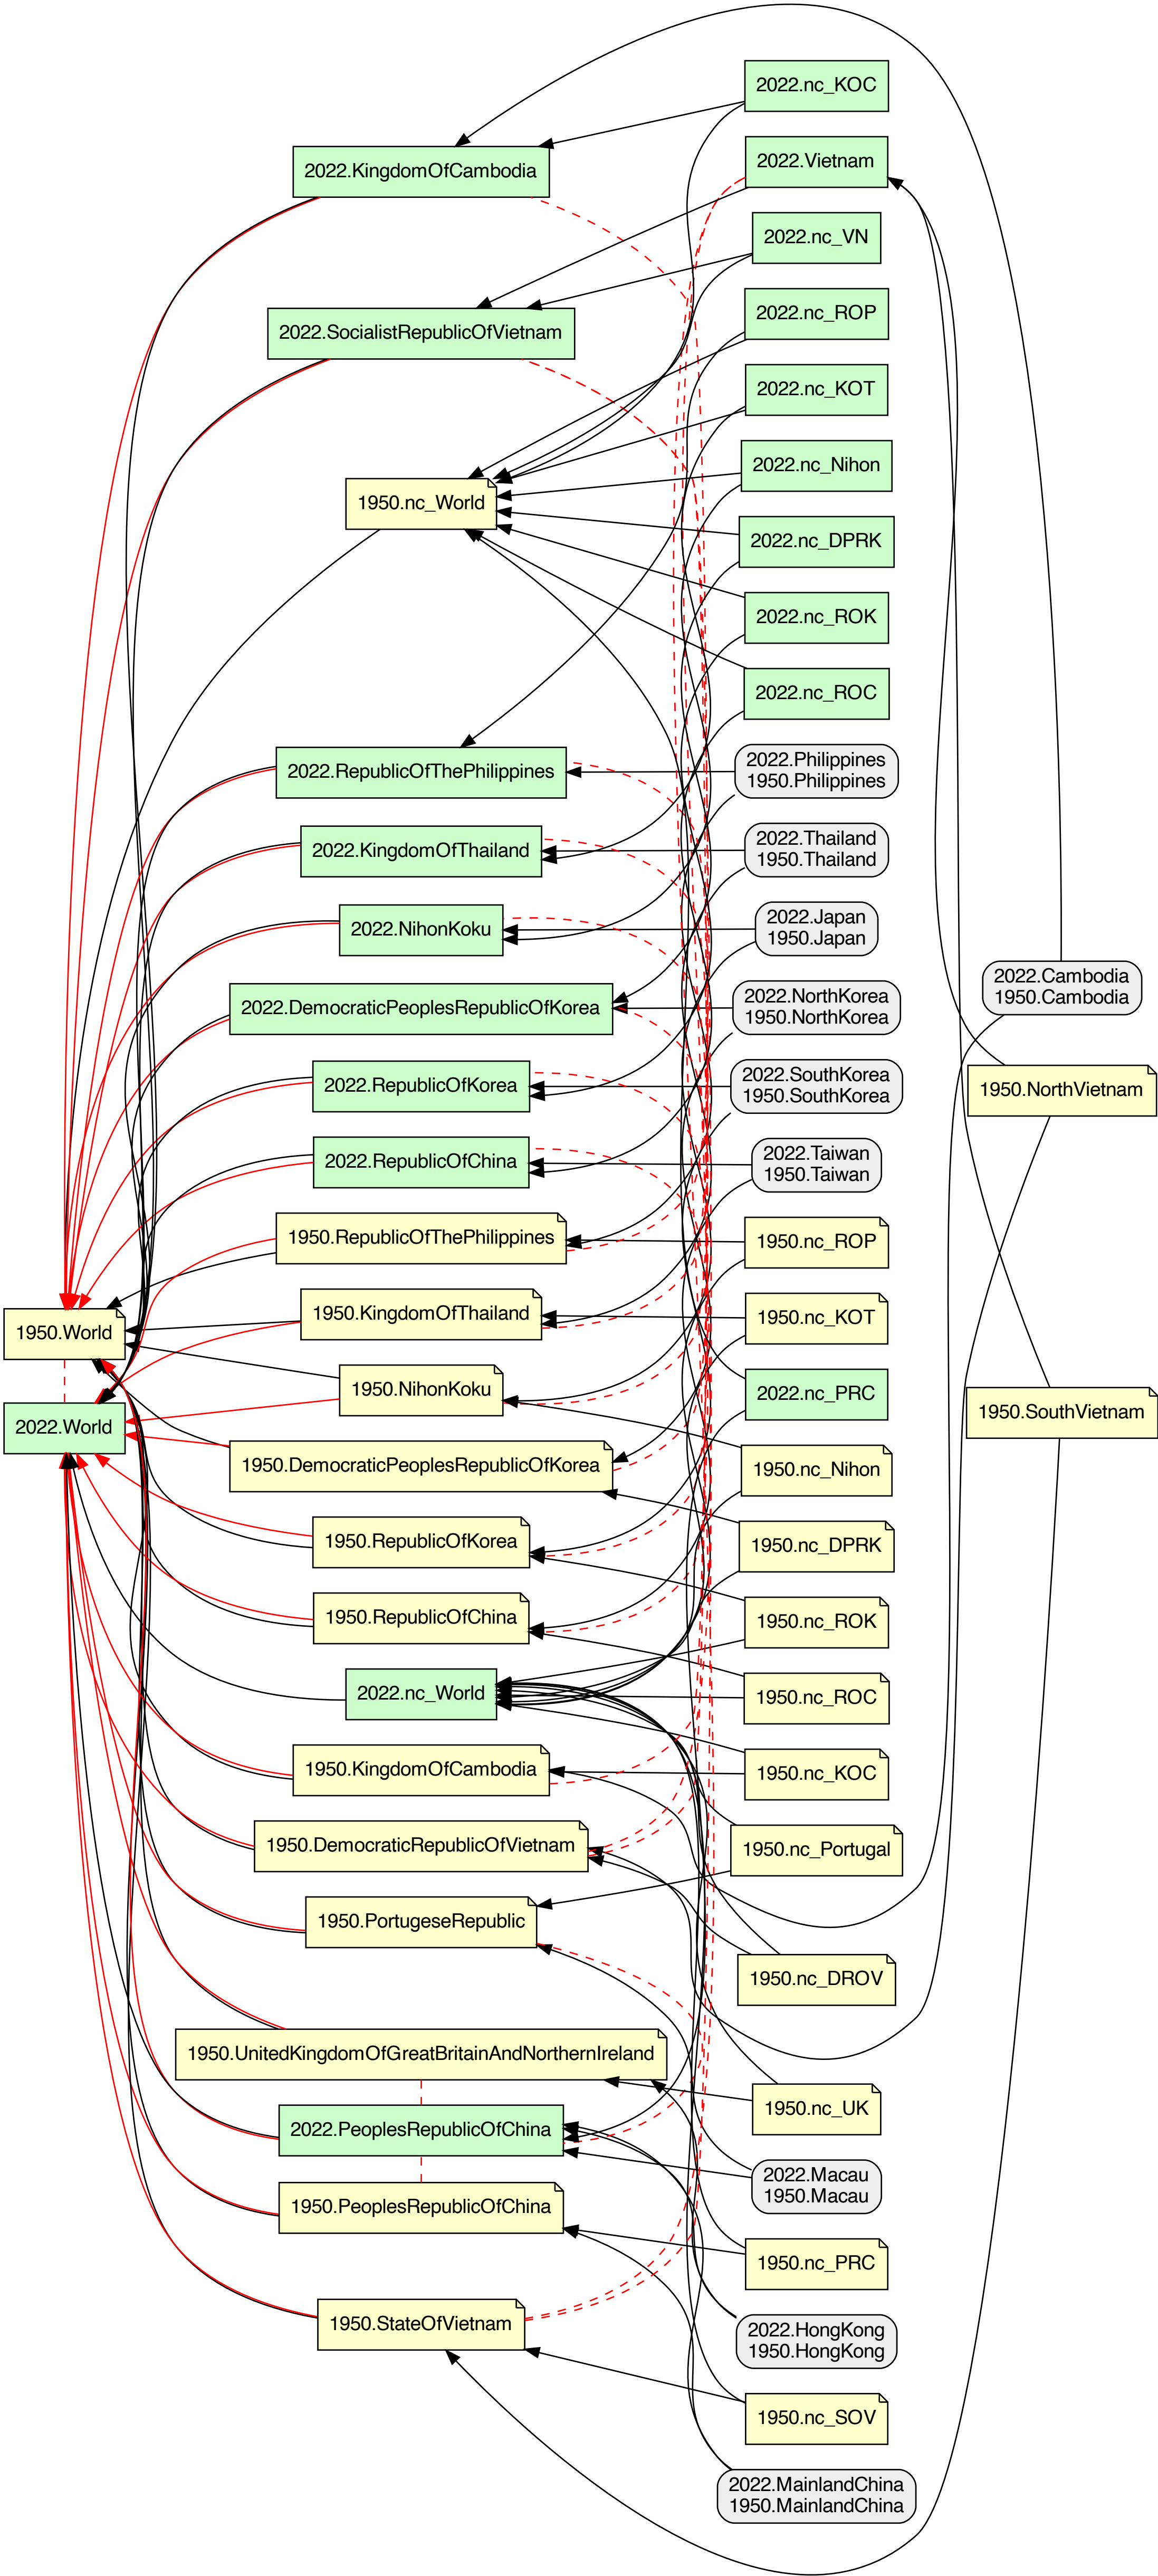 2022.nc_KOC
2022.Vietnam
2022.KingdomOfCambodia
2022.nc_VN
2022.nc_ROP
2022.SocialistRepublicOfVietnam
2022.nc_KOT
2022.nc_Nihon
1950.nc_World
2022.nc_DPRK
2022.nc_ROK
2022.nc_ROC
2022.Philippines
1950.Philippines
2022.RepublicOfThePhilippines
2022.Thailand
1950.Thailand
2022.KingdomOfThailand
2022.Japan
1950.Japan
2022.NihonKoku
2022.Cambodia
1950.Cambodia
2022.NorthKorea
1950.NorthKorea
2022.DemocraticPeoplesRepublicOfKorea
2022.SouthKorea
1950.SouthKorea
2022.RepublicOfKorea
1950.NorthVietnam
2022.Taiwan
1950.Taiwan
2022.RepublicOfChina
1950.RepublicOfThePhilippines
1950.nc_ROP
1950.KingdomOfThailand
1950.nc_KOT
1950.World
1950.NihonKoku
2022.nc_PRC
1950.SouthVietnam
2022.World
1950.DemocraticPeoplesRepublicOfKorea
1950.nc_Nihon
1950.RepublicOfKorea
1950.nc_DPRK
1950.RepublicOfChina
1950.nc_ROK
2022.nc_World
1950.nc_ROC
1950.KingdomOfCambodia
1950.nc_KOC
1950.DemocraticRepublicOfVietnam
1950.nc_Portugal
1950.PortugeseRepublic
1950.nc_DROV
1950.UnitedKingdomOfGreatBritainAndNorthernIreland
1950.nc_UK
2022.PeoplesRepublicOfChina
2022.Macau
1950.Macau
1950.PeoplesRepublicOfChina
1950.nc_PRC
1950.StateOfVietnam
2022.HongKong
1950.HongKong
1950.nc_SOV
2022.MainlandChina
1950.MainlandChina